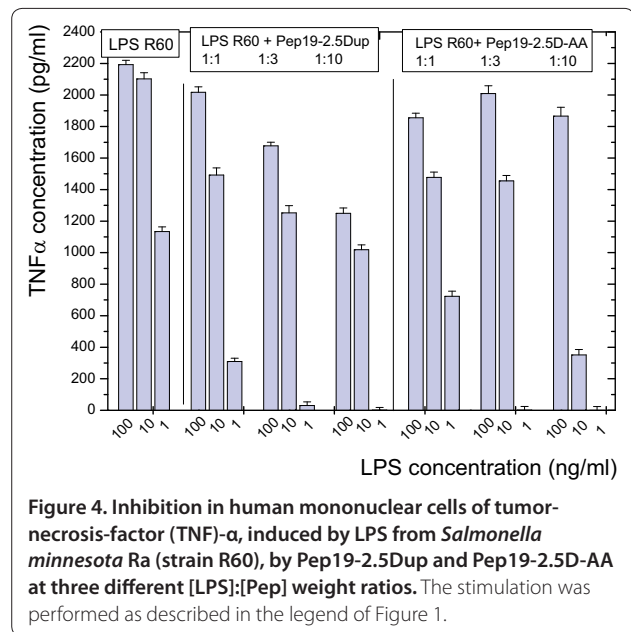 TNFα concentration (pg/ml)
2400
2200
2000
1800
1600
1400
1200
1000
800
600
400
200
0
LPS R60
LPS R60 + Pep19-2.5Dup
1:1 1:3 1:10
LPS R60+ Pep19-2.5D-AA
1:1 1:3 1:10
100 10 1 100 10 1 100 10 1 100 10 1 100 10 1 100 10 1 100 10 1
LPS concentration (ng/ml)
Figure 4. Inhibition in human mononuclear cells of tumor-
necrosis-factor (TNF)-α, induced by LPS from Salmonella
minnesota Ra (strain R60), by Pep19-2.5Dup and Pep19-2.5D-AA
at three different [LPS]:[Pep] weight ratios. The stimulation was
performed as described in the legend of Figure 1.